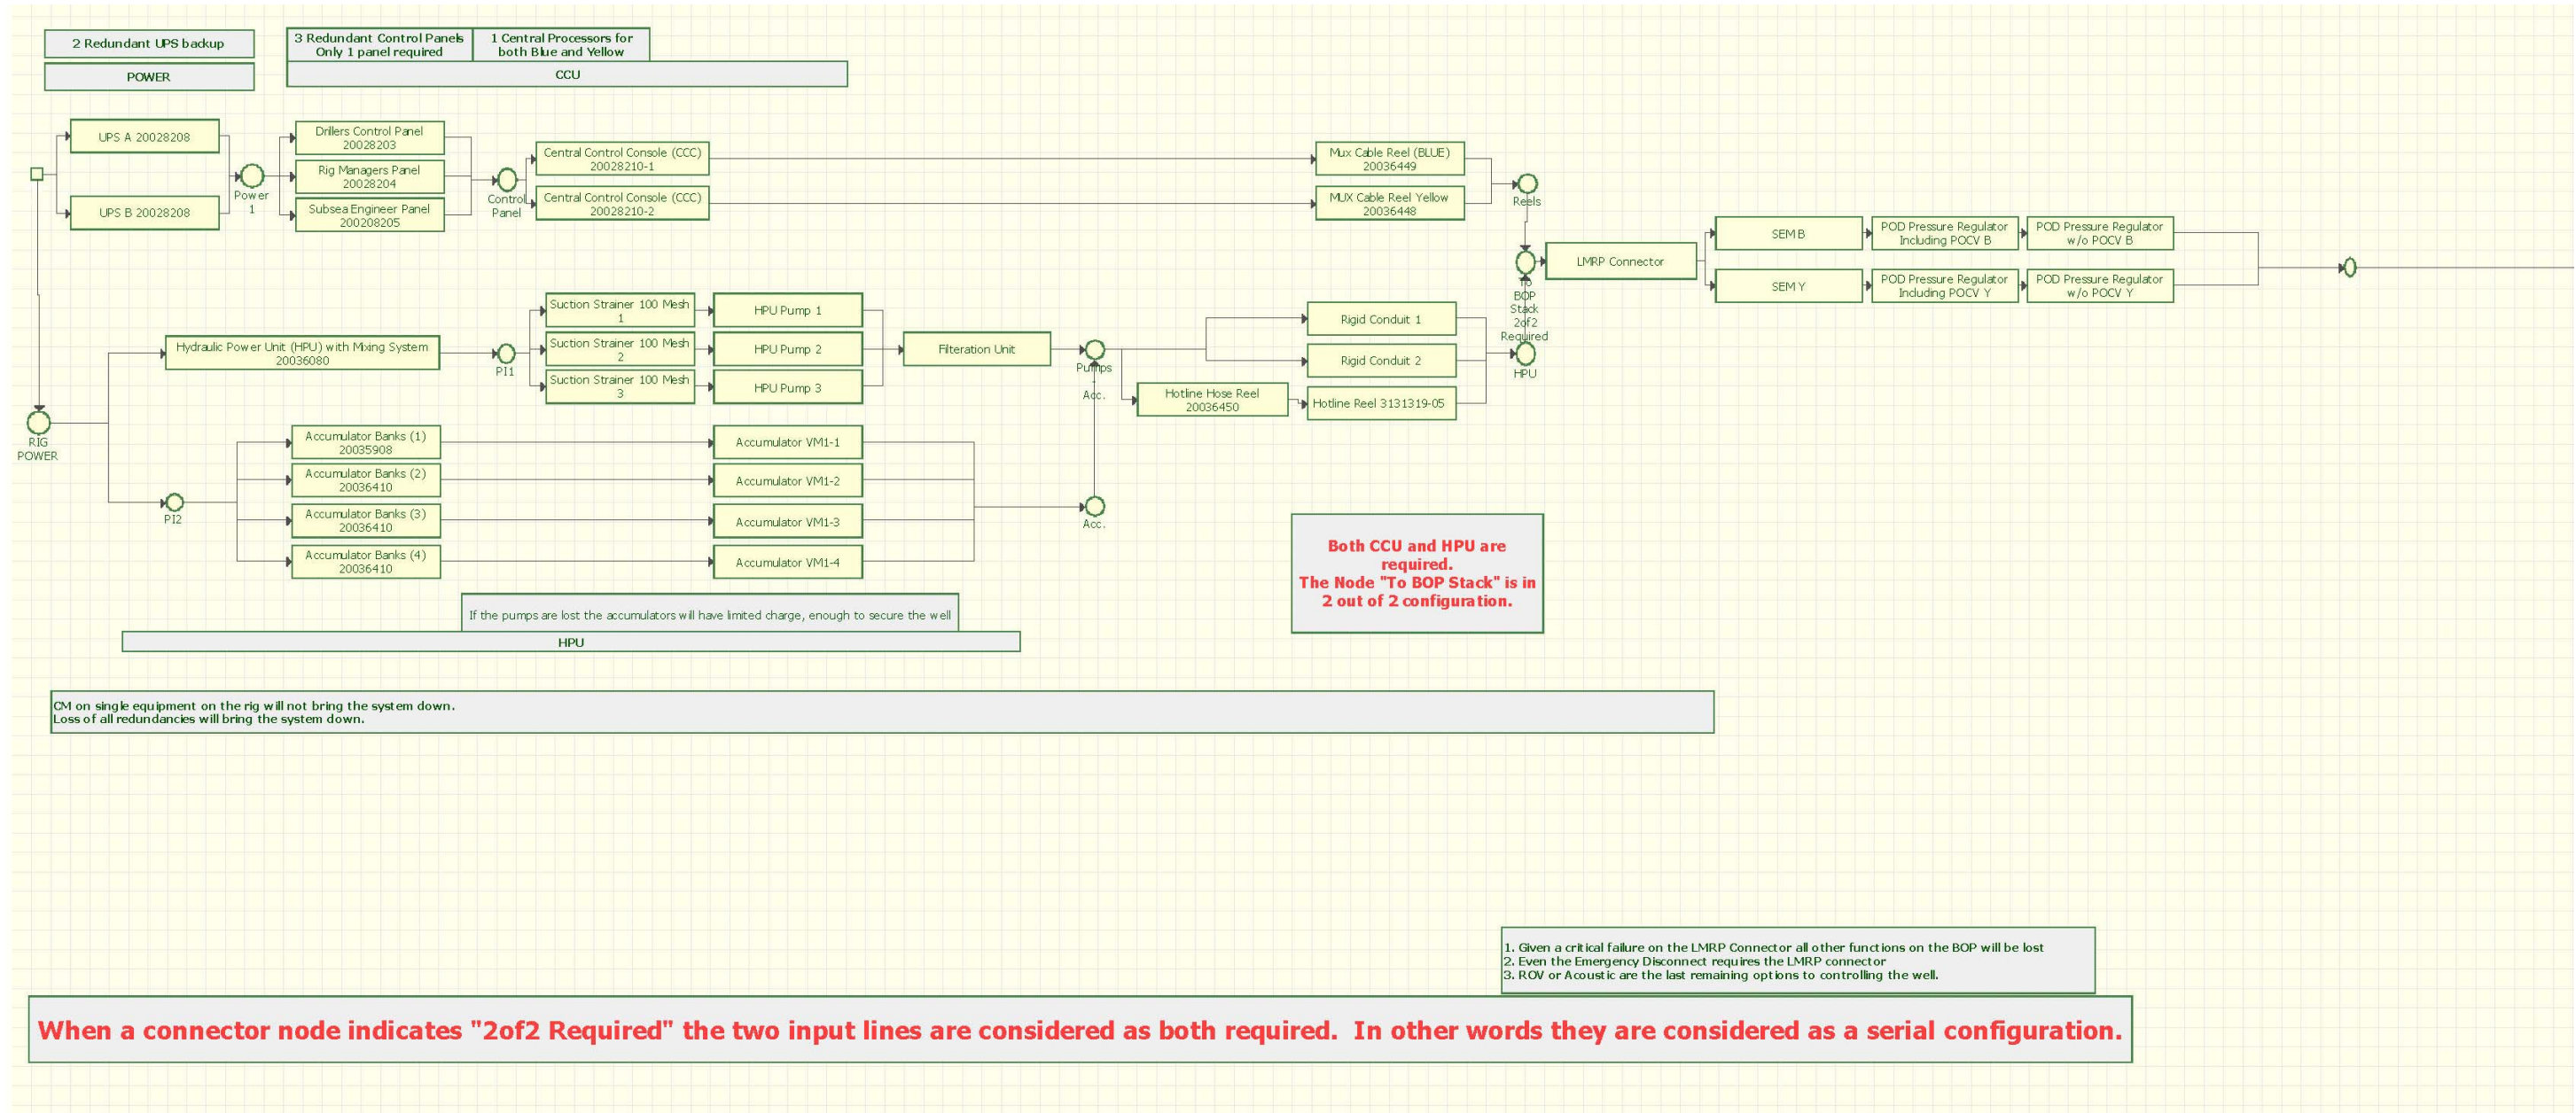 2 Redundant UPS backup
POWER
3 Redundant Control Panels
Only 1 panel required
1 Central Processors for
both Blue and Yellow
CCU
UPS A 20028208
UPS B 20028208
Power
1
Drillers Control Panel
20028203
Rig Managers Panel
20028204
Subsea Engineer Panel
200208205
Control
Panel
Central Control Console (CCC)
20028210-1
Central Control Console (CCC)
20028210-2
Mux Cable Reel (BLUE)
20036449
MUX Cable Reel Yellow
20036448
Reels
To
BOP
Stack
2of2
Required
LMRP Connector
SEM B
POD Pressure Regulator
Including POCV B
POD Pressure Regulator
w/o POCV B
SEM Y
POD Pressure Regulator
Including POCV Y
POD Pressure Regulator
w/o POCV Y
RIG
POWER
Hydraulic Power Unit (HPU) with Mixing System
20036080
PI1
Suction Strainer 100 Mesh
1
Suction Strainer 100 Mesh
2
Suction Strainer 100 Mesh
3
HPU Pump 1
HPU Pump 2
HPU Pump 3
Filteration Unit
Pumps
-
Acc.
Rigid Conduit 1
Rigid Conduit 2
Hotline Hose Reel
20036450
Hotline Reel 3131319-05
HPU
PI2
Accumulator Banks (1)
20035908
Accumulator Banks (2)
20036410
Accumulator Banks (3)
20036410
Accumulator Banks (4)
20036410
Accumulator VM1-1
Accumulator VM1-2
Accumulator VM1-3
Accumulator VM1-4
Acc.
Both CCU and HPU are
required.
The Node "To BOP Stack" is in
2 out of 2 configuration.
If the pumps are lost the accumulators will have limited charge, enough to secure the well
HPU
CM on single equipment on the rig will not bring the system down.
Loss of all redundancies will bring the system down.
1. Given a critical failure on the LMRP Connector all other functions on the BOP will be lost
2. Even the Emergency Disconnect requires the LMRP connector
3. ROV or Acoustic are the last remaining options to controlling the well.
When a connector node indicates "2of2 Required" the two input lines are considered as both required.  In other words they are considered as a serial configuration.